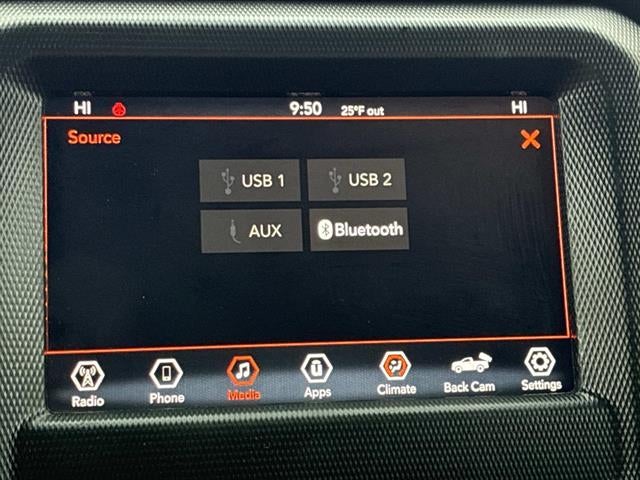 HI 9:50 25°F out HI
Source
USB 1 USB 2
AUX Bluetooth
Radio Phone Media Apps Climate Back Cam Settings